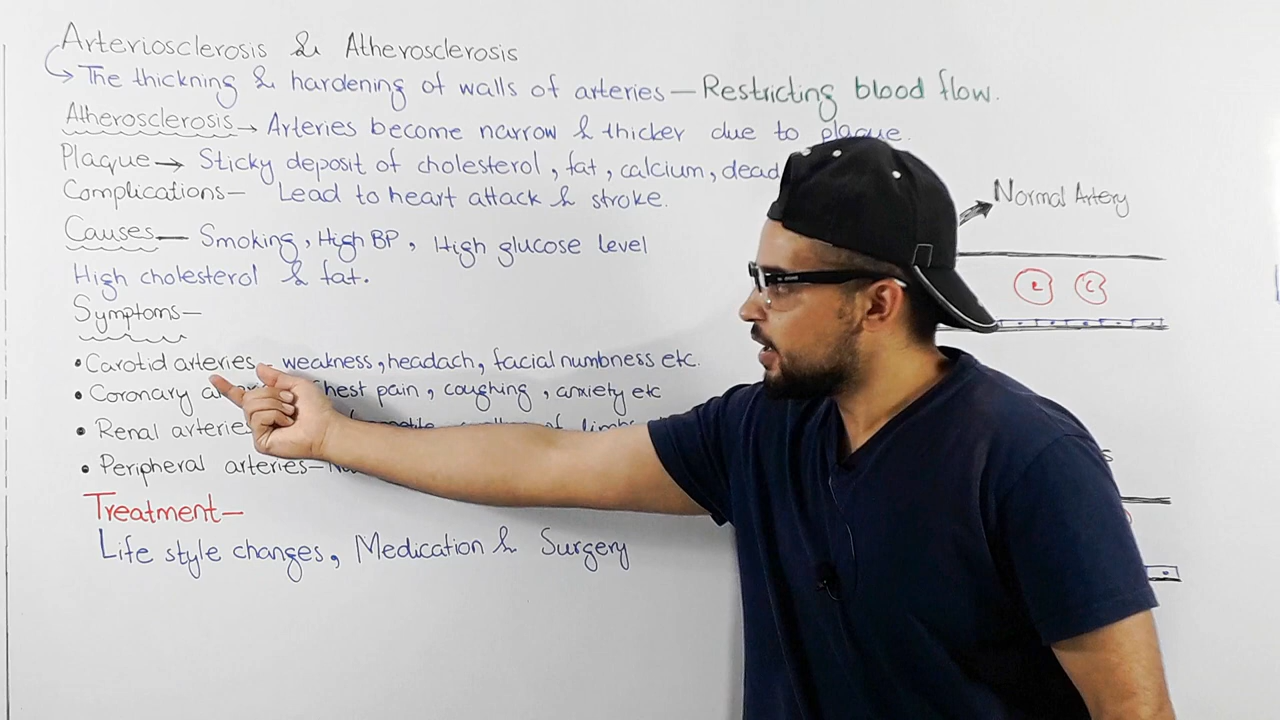 Arteriosclerosis & Atherosclerosis
The thickning & hardening of walls of arteries — Restricting blood flow.
Atherosclerosis → Arteries become narrow & thicker due to plaque.
Plaque → Sticky deposit of cholesterol, fat, calcium, dead
Complications — Lead to heart attack & stroke.
Normal Artery
Causes — Smoking, High BP, High glucose level
High cholesterol & fat.
Symptoms —
• Carotid arteries — weakness, headach, facial numbness etc.
• Coronary chest pain, coughing, anxiety etc
• Renal arteries of limbs
• Peripheral arteries —
Treatment —
Life style changes, Medication & Surgery